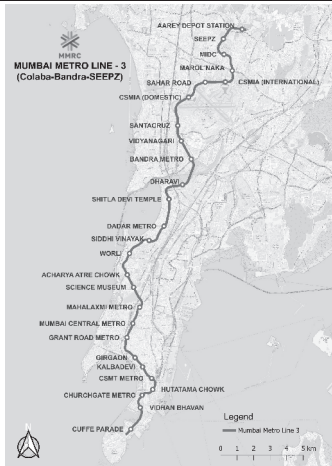 MMRC
MUMBAI METRO LINE - 3
(Colaba-Bandra-SEEPZ)
AAREY DEPOT STATION
SEEPZ
MIDC
MAROL NAKA
SAHAR ROAD
CSMIA (INTERNATIONAL)
CSMIA (DOMESTIC)
SANTACRUZ
VIDYANAGARI
BANDRA METRO
DHARAVI
SHITLA DEVI TEMPLE
DADAR METRO
SIDDHI VINAYAK
WORLI
ACHARYA ATRE CHOWK
SCIENCE MUSEUM
MAHALAXMI METRO
MUMBAI CENTRAL METRO
GRANT ROAD METRO
GIRGAON
KALBADEVI
CSMT METRO
HUTATAMA CHOWK
CHURCHGATE METRO
VIDHAN BHAVAN
CUFFE PARADE
Legend
Mumbai Metro Line 3
0 1 2 3 4 5 km
N